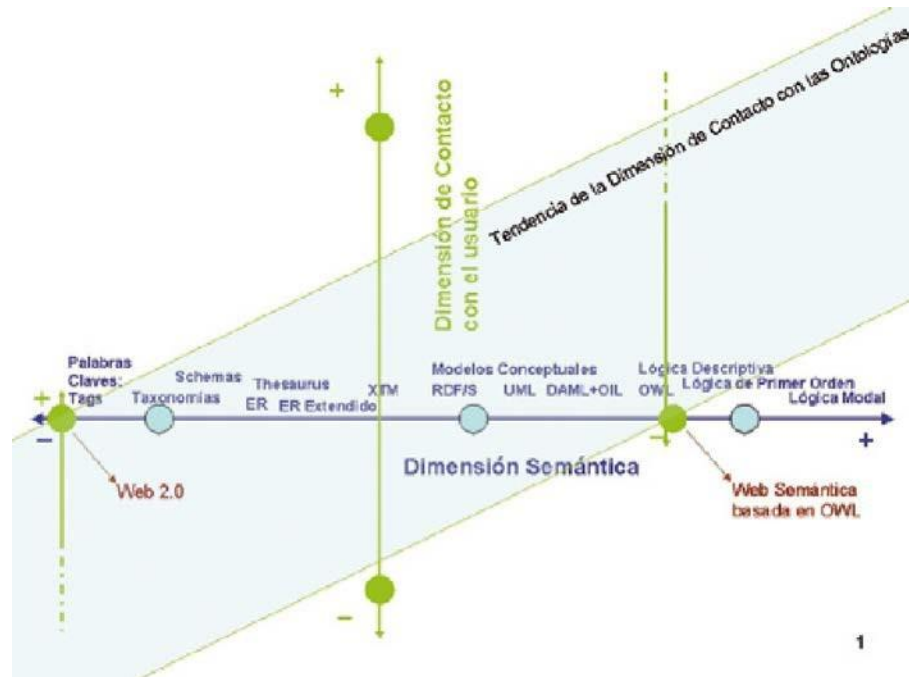 Tendencia de la Dimensión de Contacto con las Ontologías
+
Dimensión de Contacto
con el usuario
Palabras
Claves:
Tags
Schemas
Taxonomías
Thesaurus
ER
ER Extendido
XTM
Modelos Conceptuales
RDF/S
UML
DAML+OIL
Lógica Descriptiva
OWL
Lógica de Primer Orden
Lógica Modal
+
−
−
+
Dimensión Semántica
Web 2.0
Web Semántica
basada en OWL
−
1